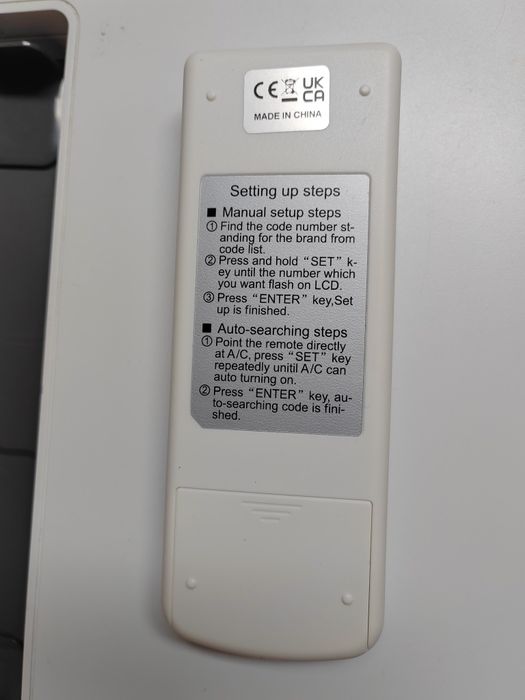 CE UK
CA
MADE IN CHINA
Setting up steps
■ Manual setup steps
① Find the code number st-
anding for the brand from
code list.
② Press and hold “SET” k-
ey until the number which
you want flash on LCD.
③ Press “ENTER” key,Set
up is finished.
■ Auto-searching steps
① Point the remote directly
at A/C, press “SET” key
repeatedly unitil A/C can
auto turning on.
② Press “ENTER” key, au-
to-searching code is fini-
shed.